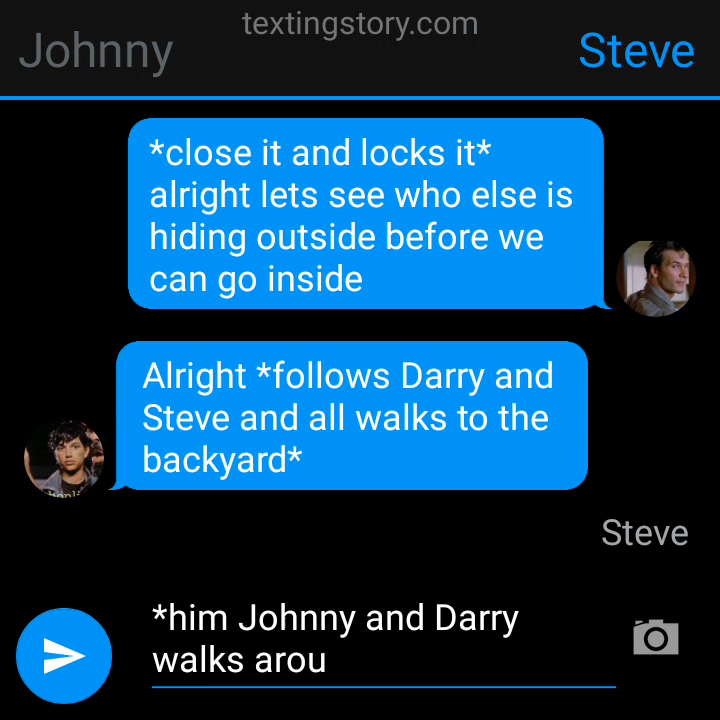 textingstory.com
Johnny
Steve
*close it and locks it*
alright lets see who else is
hiding outside before we
can go inside
Alright *follows Darry and
Steve and all walks to the
backyard*
Steve
*him Johnny and Darry
walks arou